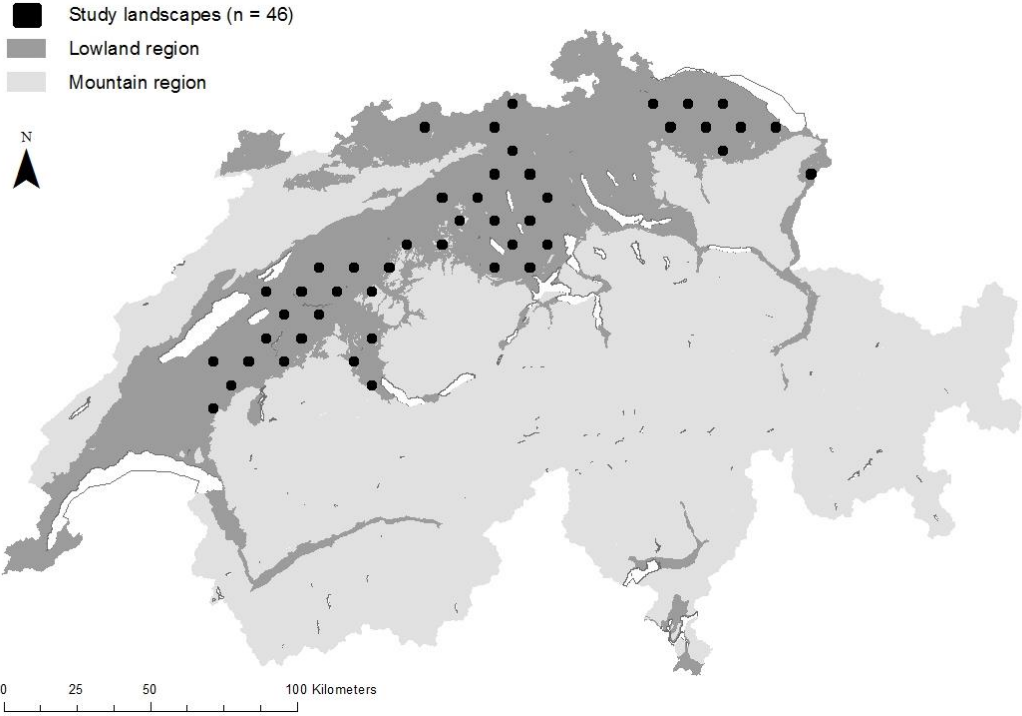 Study landscapes (n = 46)
Lowland region
Mountain region
N
0 25 50 100 Kilometers